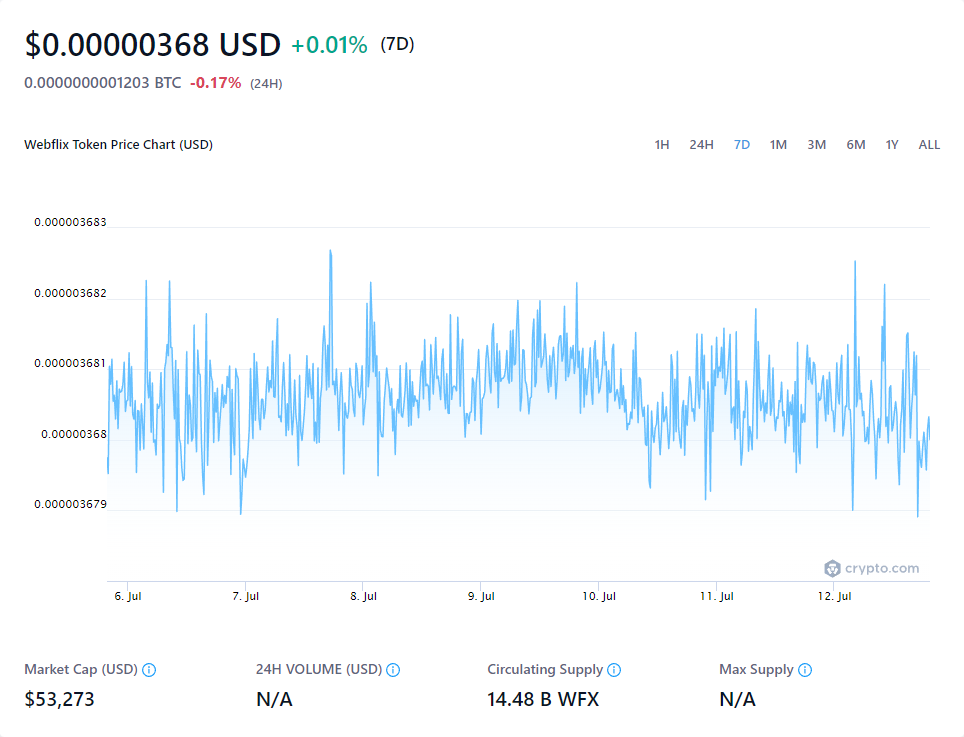 $0.00000368 USD +0.01% (7D)
0.0000000001203 BTC -0.17% (24H)
Webflix Token Price Chart (USD) 1H 24H 7D 1M 3M 6M 1Y ALL
0.000003683
0.000003682
0.000003681
0.00000368
0.000003679
crypto.com
6. Jul 7. Jul 8. Jul 9. Jul 10. Jul 11. Jul 12. Jul
Market Cap (USD) 24H VOLUME (USD) Circulating Supply Max Supply
$53,273 N/A 14.48 B WFX N/A